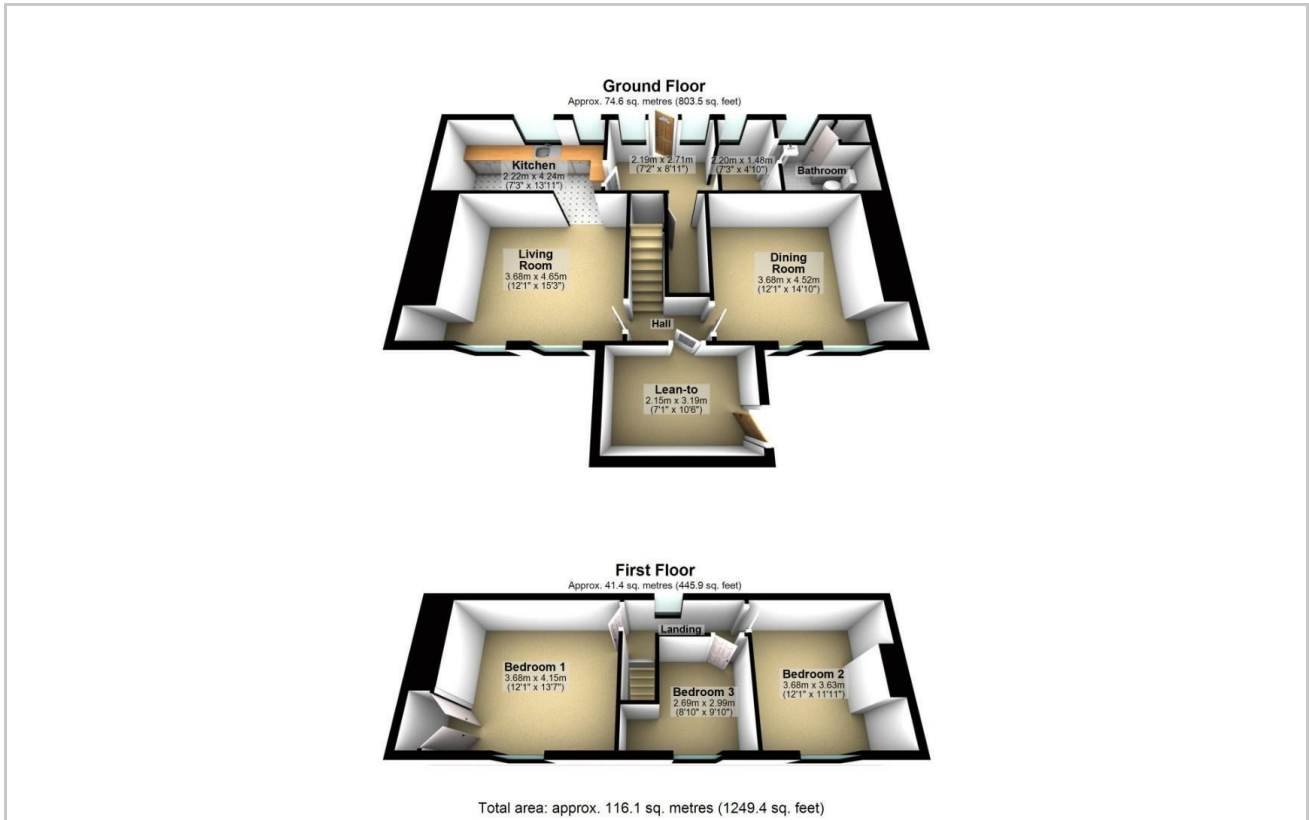 Ground Floor
Approx. 74.6 sq. metres (803.5 sq. feet)
Kitchen
2.22m x 4.24m
(7'3" x 13'11")
2.19m x 2.71m
(7'2" x 8'11")
2.20m x 1.48m
(7'3" x 4'10")
Bathroom
Living
Room
3.68m x 4.65m
(12'1" x 15'3")
Dining
Room
3.68m x 4.52m
(12'1" x 14'10")
Hall
Lean-to
2.15m x 3.19m
(7'1" x 10'6")
First Floor
Approx. 41.4 sq. metres (445.9 sq. feet)
Landing
Bedroom 1
3.68m x 4.15m
(12'1" x 13'7")
Bedroom 3
2.69m x 2.99m
(8'10" x 9'10")
Bedroom 2
3.68m x 3.63m
(12'1" x 11'11")
Total area: approx. 116.1 sq. metres (1249.4 sq. feet)